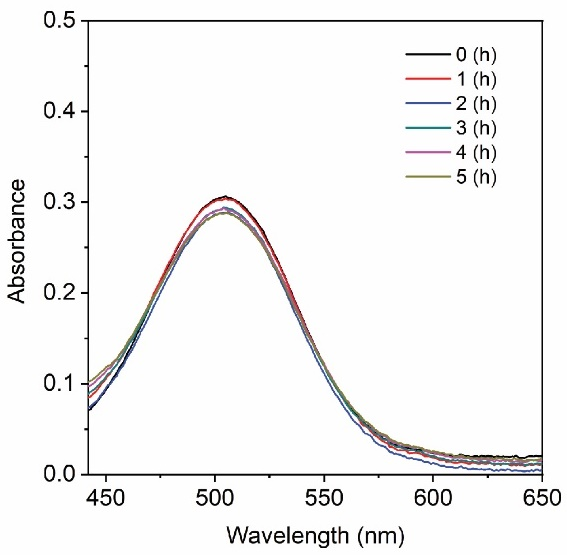 0.5
0.4
0.3
0.2
0.1
0.0
Absorbance
0 (h)
1 (h)
2 (h)
3 (h)
4 (h)
5 (h)
450
500
550
600
650
Wavelength (nm)